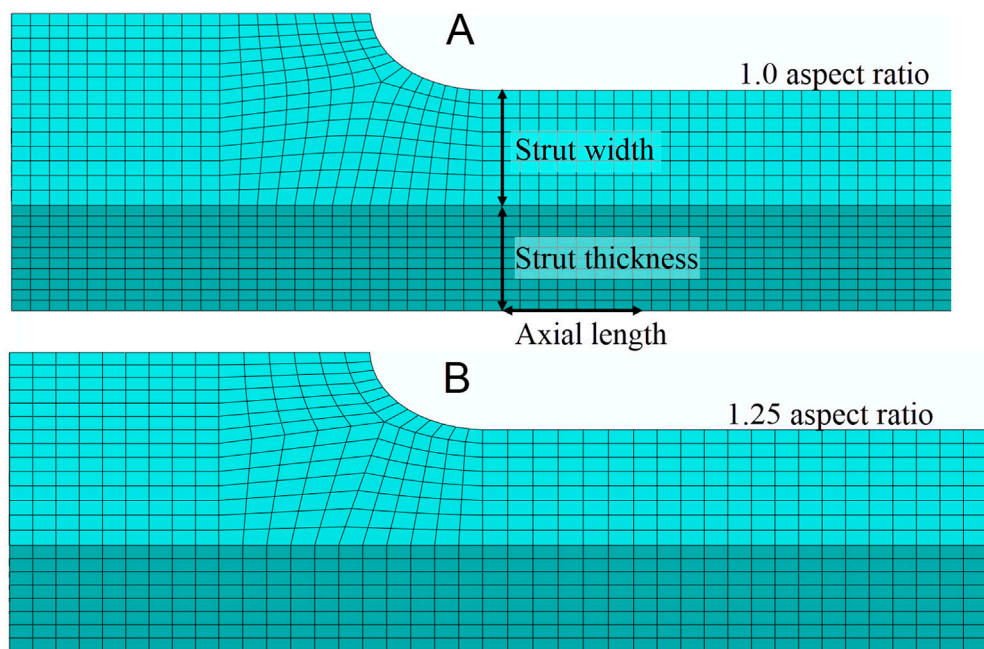 A
1.0 aspect ratio
Strut width
Strut thickness
Axial length
B
1.25 aspect ratio